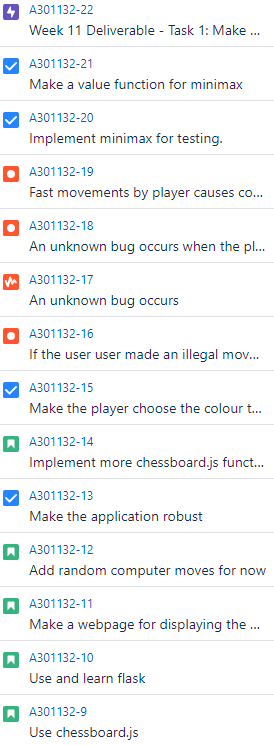 A301132-22
Week 11 Deliverable - Task 1: Make ...
A301132-21
Make a value function for minimax
A301132-20
Implement minimax for testing.
A301132-19
Fast movements by player causes co...
A301132-18
An unknown bug occurs when the pl...
A301132-17
An unknown bug occurs
A301132-16
If the user user made an illegal mov...
A301132-15
Make the player choose the colour t...
A301132-14
Implement more chessboard.js funct...
A301132-13
Make the application robust
A301132-12
Add random computer moves for now
A301132-11
Make a webpage for displaying the ...
A301132-10
Use and learn flask
A301132-9
Use chessboard.js